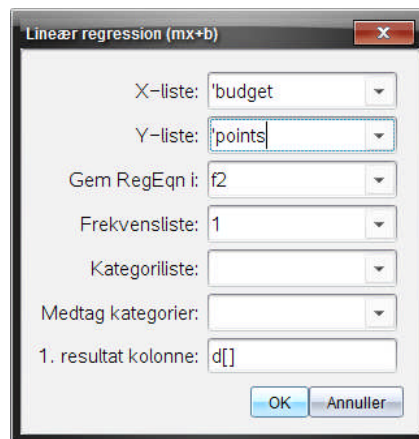 Lineær regression (mx+b)
X-liste: 'budget
Y-liste: 'points
Gem RegEqn i: f2
Frekvensliste: 1
Kategoriliste:
Medtag kategorier:
1. resultat kolonne: d[]
OK Annuller